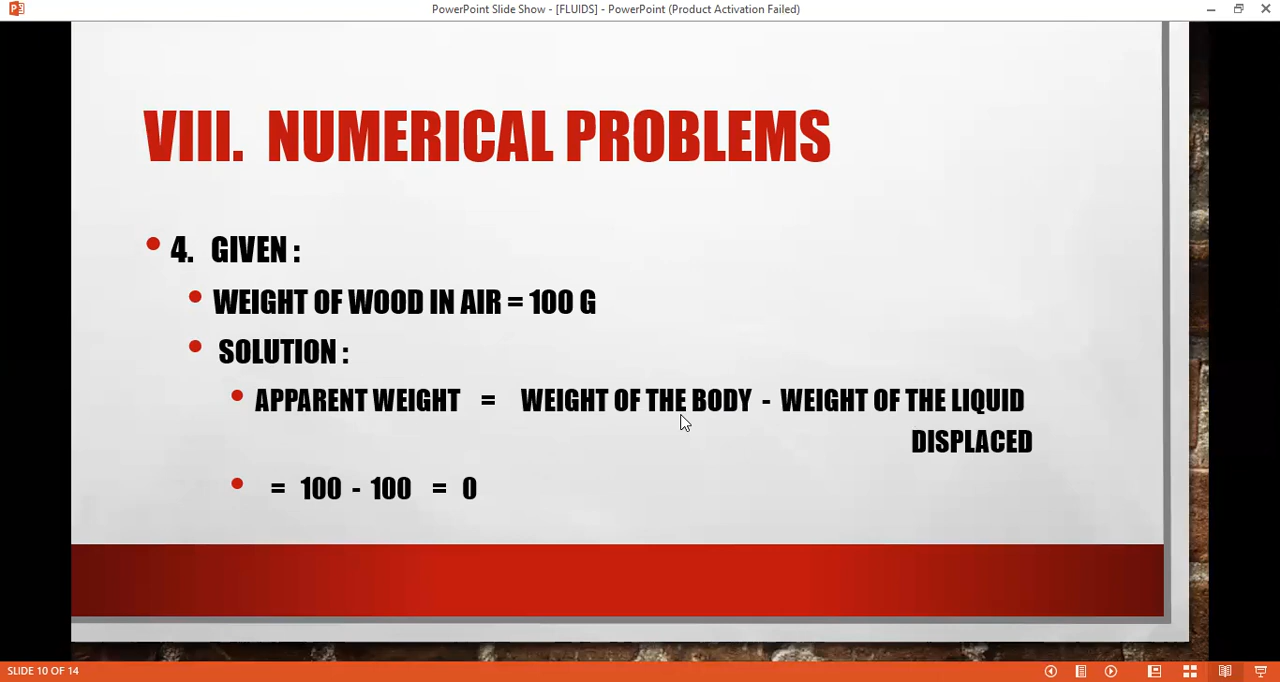 PowerPoint Slide Show - [FLUIDS] - PowerPoint (Product Activation Failed)
VIII. NUMERICAL PROBLEMS
• 4. GIVEN :
• WEIGHT OF WOOD IN AIR = 100 G
• SOLUTION :
• APPARENT WEIGHT = WEIGHT OF THE BODY - WEIGHT OF THE LIQUID
DISPLACED
• = 100 - 100 = 0
SLIDE 10 OF 14